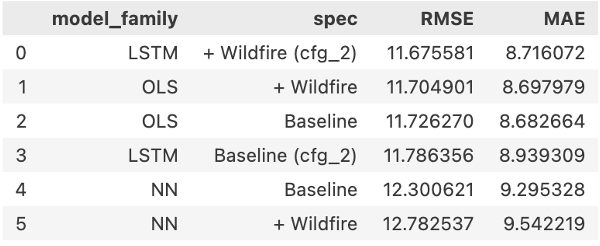 model_family spec RMSE MAE
0 LSTM + Wildfire (cfg_2) 11.675581 8.716072
1 OLS + Wildfire 11.704901 8.697979
2 OLS Baseline 11.726270 8.682664
3 LSTM Baseline (cfg_2) 11.786356 8.939309
4 NN Baseline 12.300621 9.295328
5 NN + Wildfire 12.782537 9.542219